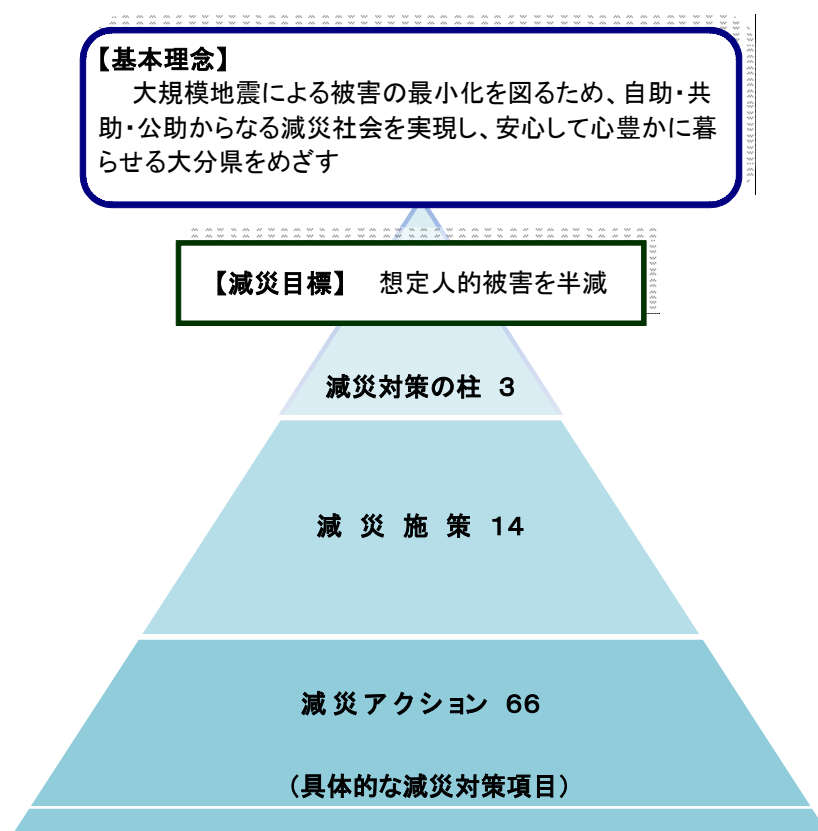 【基本理念】
大規模地震による被害の最小化を図るため、自助・共
助・公助からなる減災社会を実現し、安心して心豊かに暮
らせる大分県をめざす
【減災目標】　想定人的被害を半減
減災対策の柱　3
減　災　施　策　14
減災アクション　66
（具体的な減災対策項目）